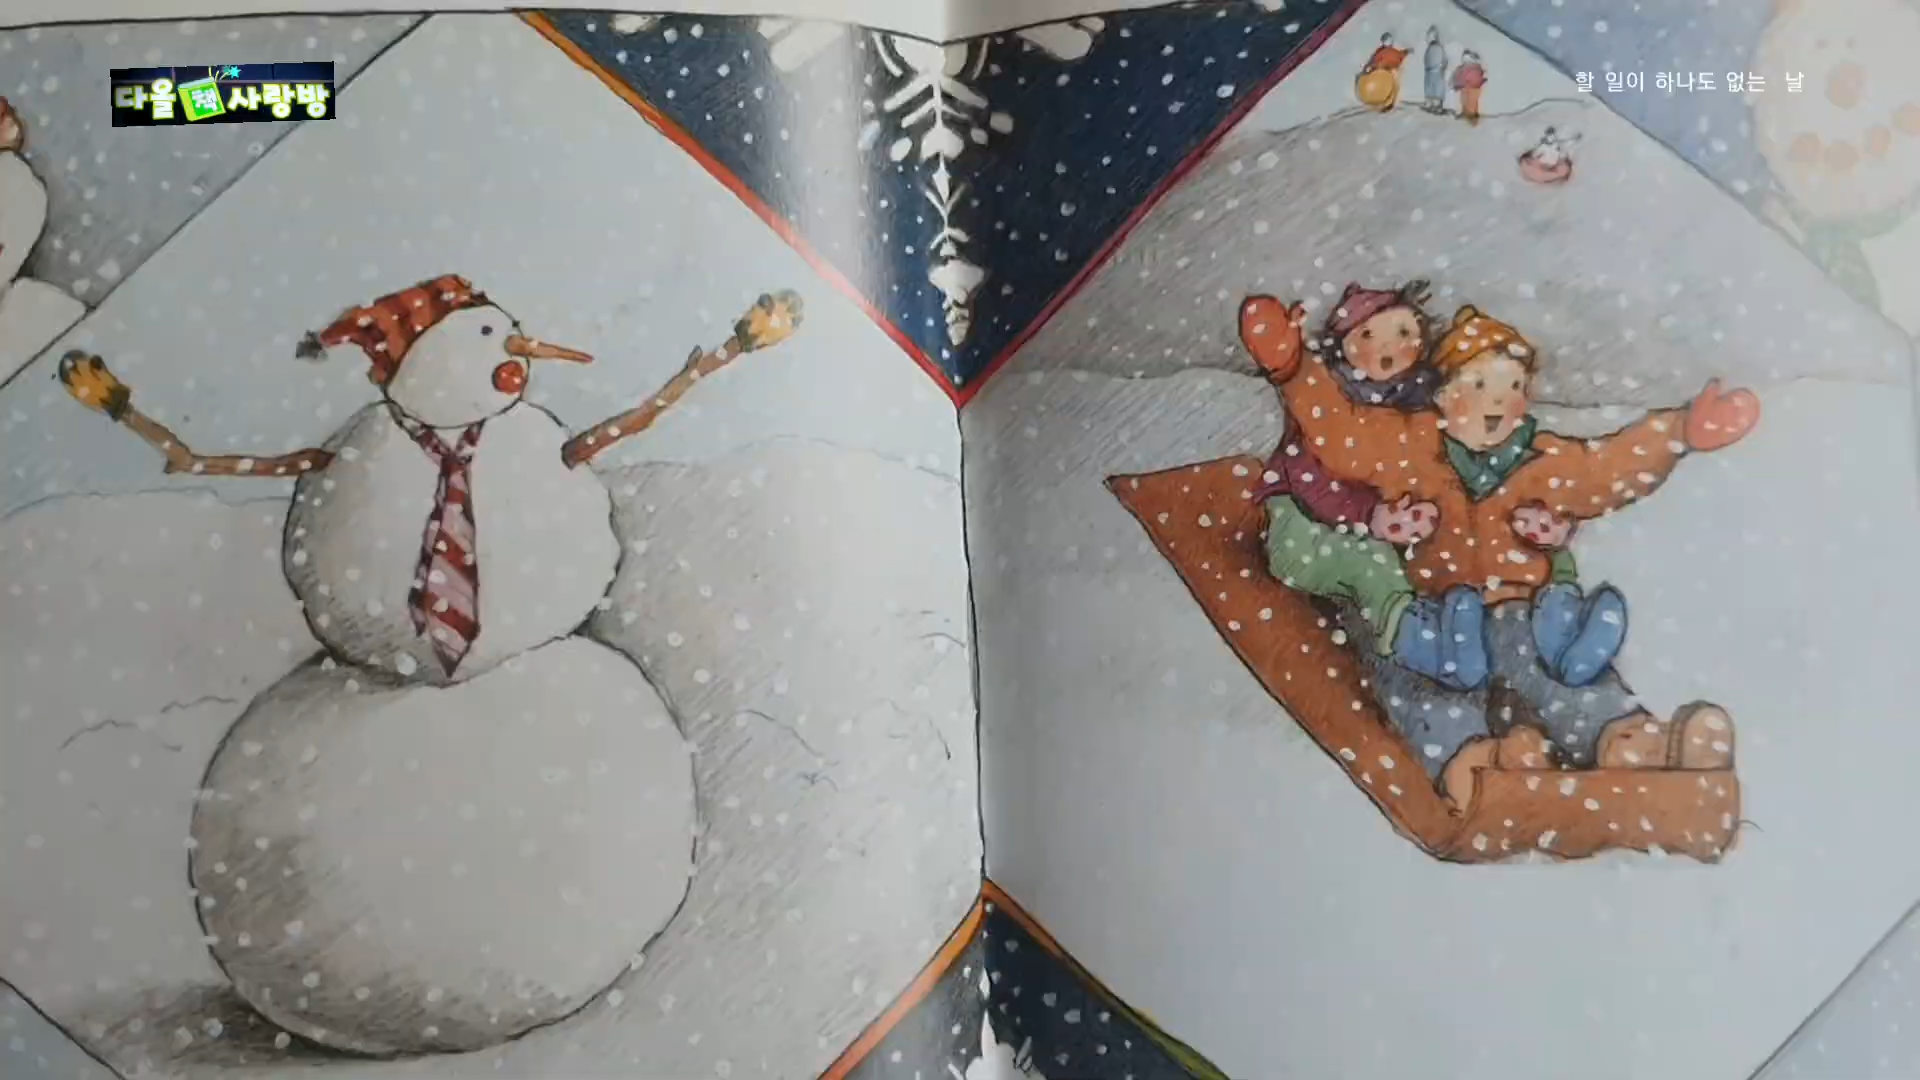 다올 책 사랑방
할 일이 하나도 없는 날